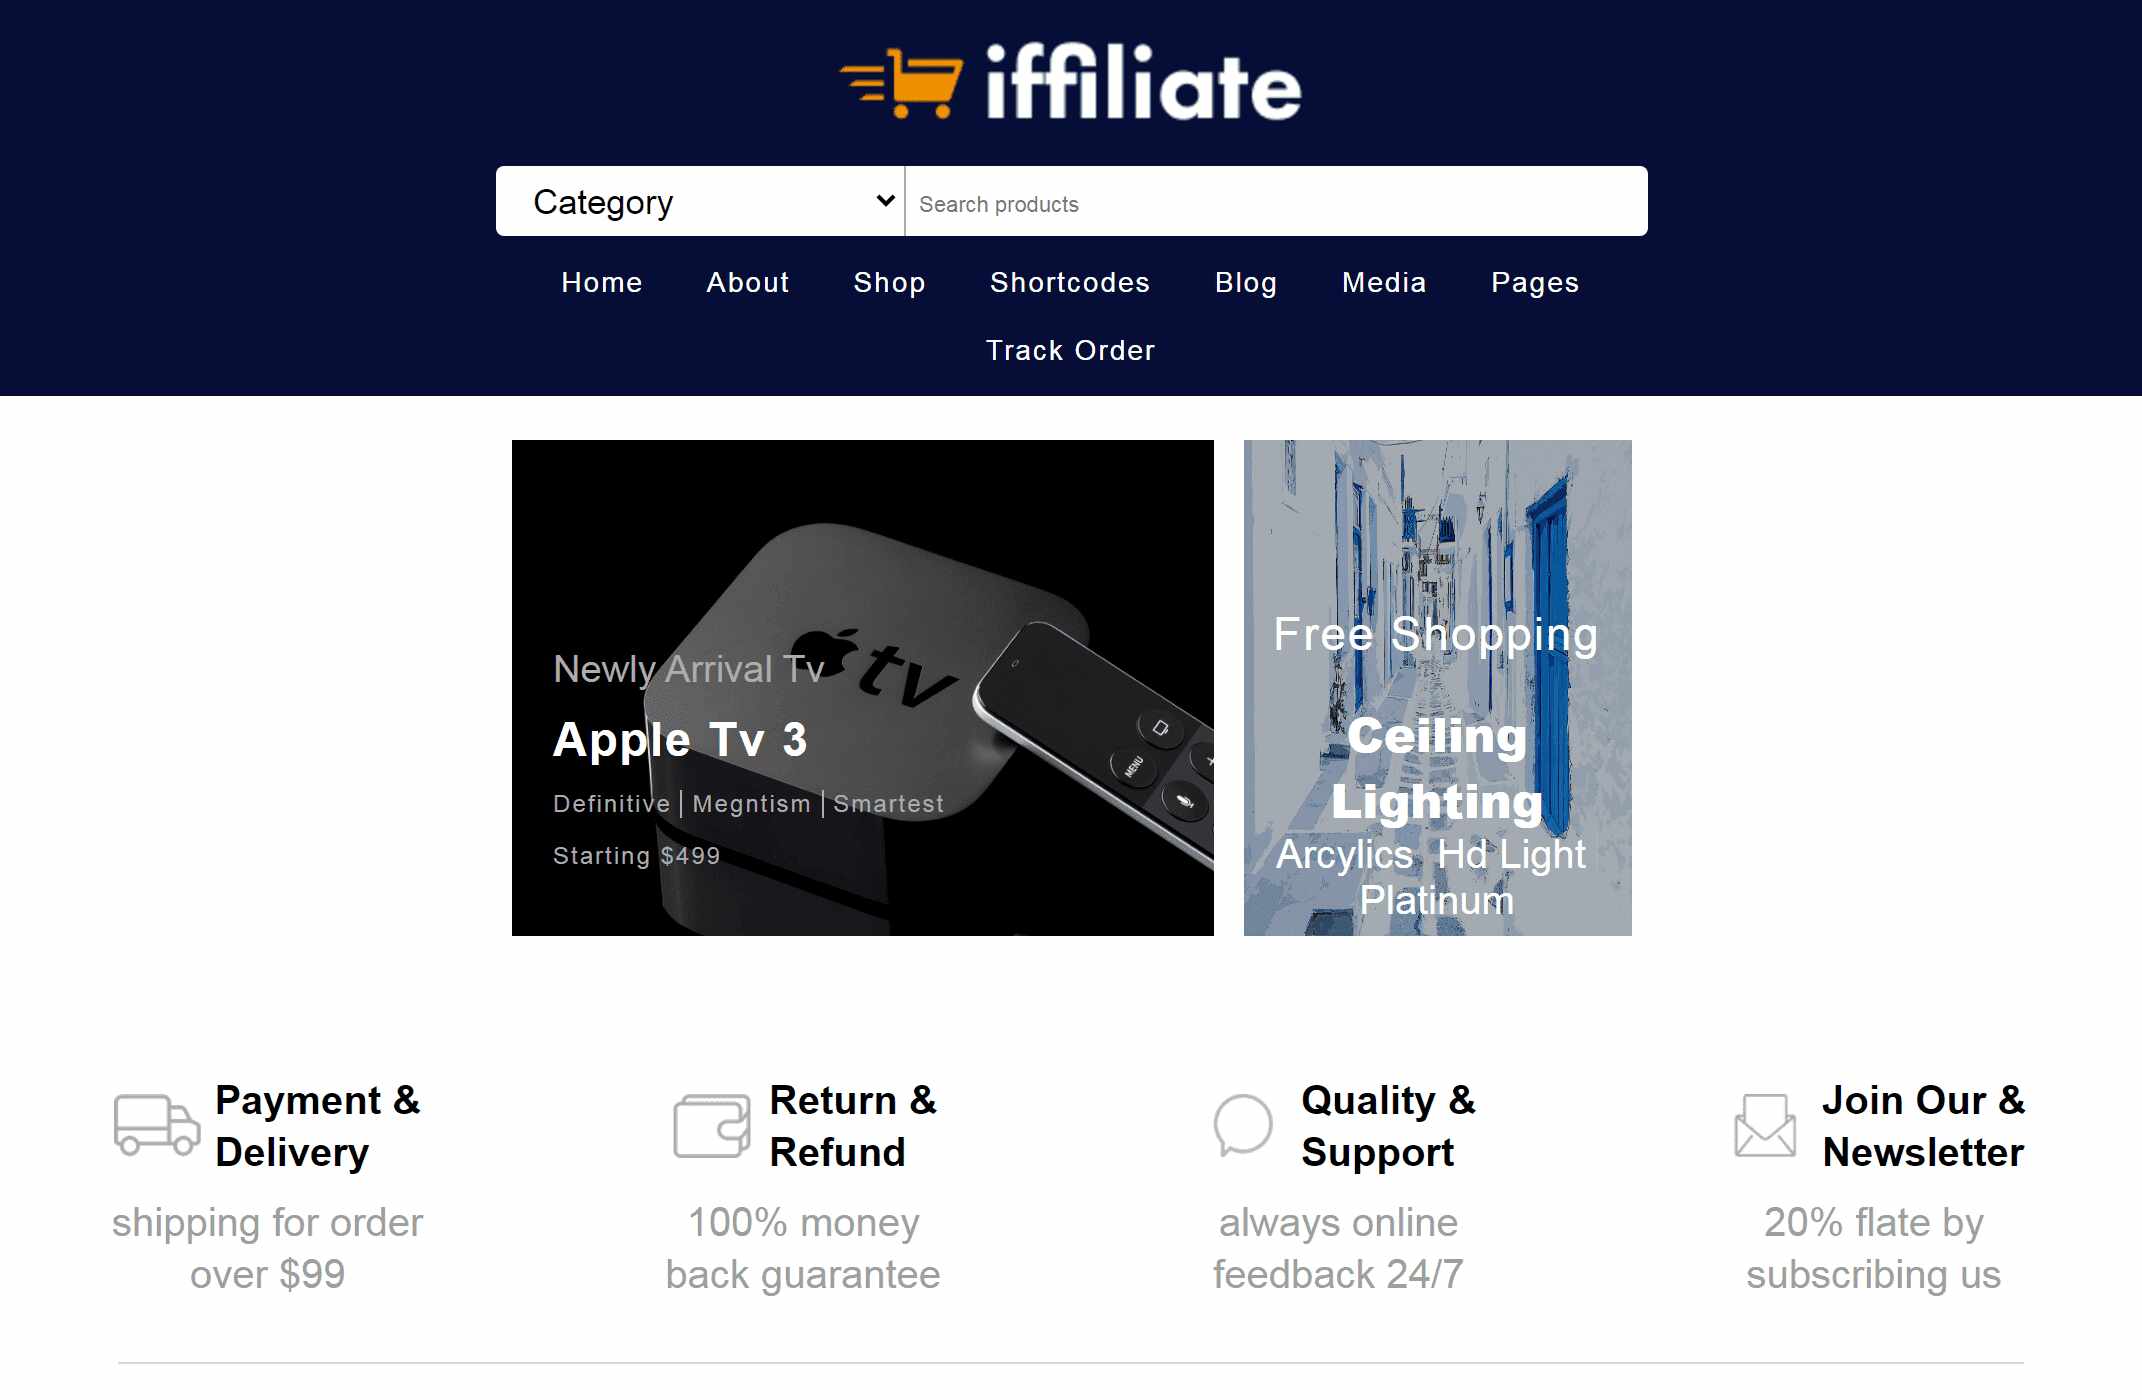 iffiliate
Category Search products
Home About Shop Shortcodes Blog Media Pages
Track Order
tv
Newly Arrival Tv
Apple Tv 3
Definitive | Megntism | Smartest
Starting $499
MENU
+
Free Shopping
Ceiling
Lighting
Arcylics Hd Light
Platinum
Payment &
Delivery
shipping for order
over $99
Return &
Refund
100% money
back guarantee
Quality &
Support
always online
feedback 24/7
Join Our &
Newsletter
20% flate by
subscribing us